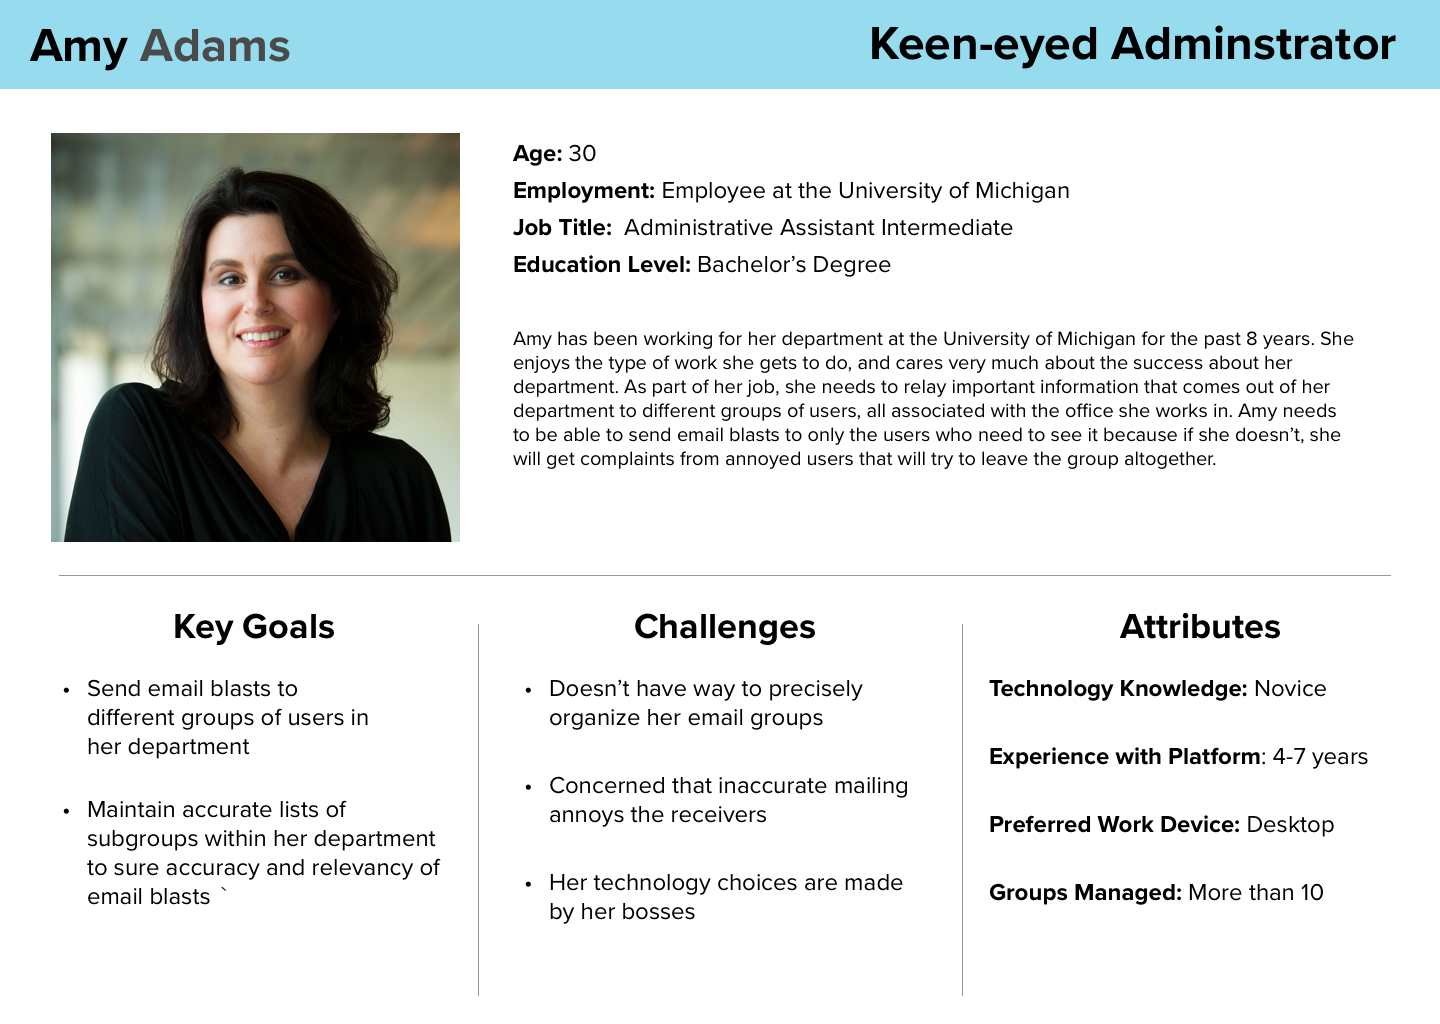 Amy Adams
Keen-eyed Adminstrator
Age: 30
Employment: Employee at the University of Michigan
Job Title:  Administrative Assistant Intermediate
Education Level: Bachelor’s Degree
Amy has been working for her department at the University of Michigan for the past 8 years. She
enjoys the type of work she gets to do, and cares very much about the success about her
department. As part of her job, she needs to relay important information that comes out of her
department to different groups of users, all associated with the office she works in. Amy needs
to be able to send email blasts to only the users who need to see it because if she doesn’t, she
will get complaints from annoyed users that will try to leave the group altogether.
Key Goals
• Send email blasts to
different groups of users in
her department
• Maintain accurate lists of
subgroups within her department
to sure accuracy and relevancy of
email blasts `
Challenges
• Doesn’t have way to precisely
organize her email groups
• Concerned that inaccurate mailing
annoys the receivers
• Her technology choices are made
by her bosses
Attributes
Technology Knowledge: Novice
Experience with Platform: 4-7 years
Preferred Work Device: Desktop
Groups Managed: More than 10